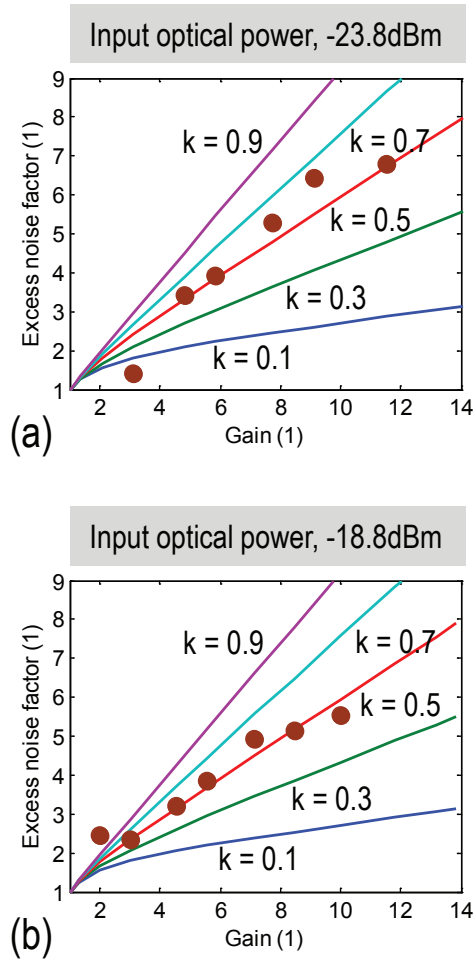 Input optical power, -23.8dBm
9
8
7
6
5
4
3
2
1
Excess noise factor (1)
k = 0.9
k = 0.7
k = 0.5
k = 0.3
k = 0.1
2 4 6 8 10 12 14
Gain (1)
(a)
Input optical power, -18.8dBm
9
8
7
6
5
4
3
2
1
Excess noise factor (1)
k = 0.9
k = 0.7
k = 0.5
k = 0.3
k = 0.1
2 4 6 8 10 12 14
Gain (1)
(b)